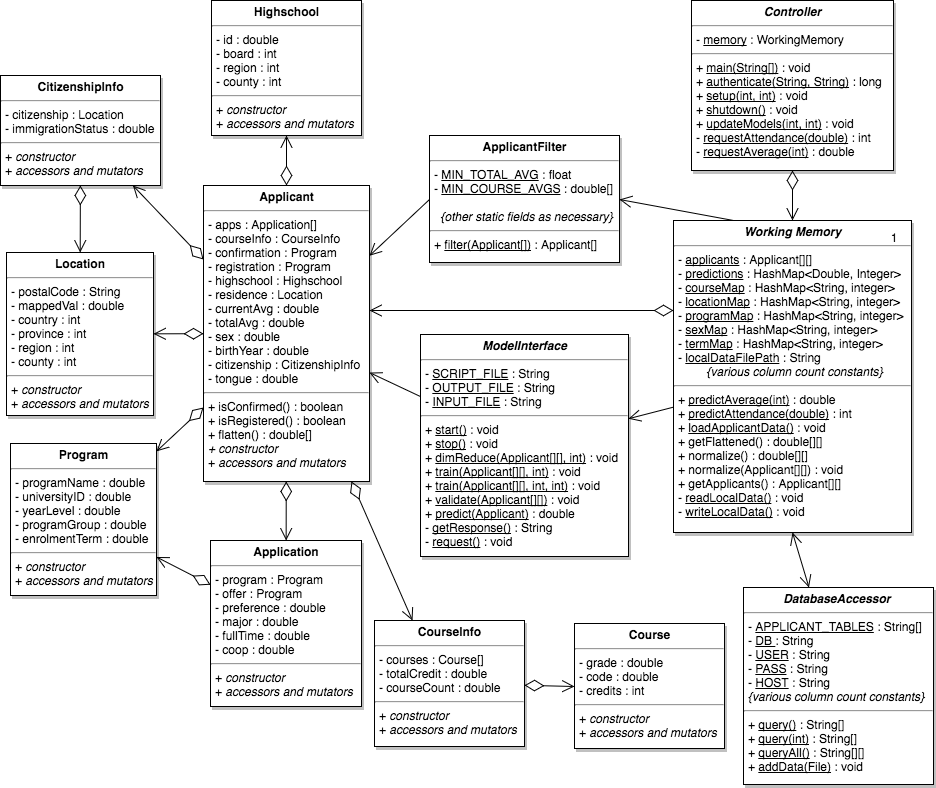 Highschool
- id : double
- board : int
- region : int
- county : int
+ constructor
+ accessors and mutators
Controller
- memory : WorkingMemory
+ main(String[]) : void
+ authenticate(String, String) : long
+ setup(int, int) : void
+ shutdown() : void
+ updateModels(int, int) : void
- requestAttendance(double) : int
- requestAverage(int) : double
CitizenshipInfo
- citizenship : Location
- immigrationStatus : double
+ constructor
+ accessors and mutators
ApplicantFilter
- MIN_TOTAL_AVG : float
- MIN_COURSE_AVGS : double[]
{other static fields as necessary}
+ filter(Applicant[]) : Applicant[]
Applicant
- apps : Application[]
- courseInfo : CourseInfo
- confirmation : Program
- registration : Program
- highschool : Highschool
- residence : Location
- currentAvg : double
- totalAvg : double
- sex : double
- birthYear : double
- citizenship : CitizenshipInfo
- tongue : double
+ isConfirmed() : boolean
+ isRegistered() : boolean
+ flatten() : double[]
+ constructor
+ accessors and mutators
Working Memory
1
- applicants : Applicant[][]
- predictions : HashMap<Double, Integer>
- courseMap : HashMap<String, integer>
- locationMap : HashMap<String, integer>
- programMap : HashMap<String, integer>
- sexMap : HashMap<String, integer>
- termMap : HashMap<String, integer>
- localDataFilePath : String
{various column count constants}
+ predictAverage(int) : double
+ predictAttendance(double) : int
+ loadApplicantData() : void
- getFlattened() : double[][]
+ normalize() : double[][]
- normalize(Applicant[][]) : void
+ getApplicants() : Applicant[][]
- readLocalData() : void
- writeLocalData() : void
Location
- postalCode : String
- mappedVal : double
- country : int
- province : int
- region : int
- county : int
+ constructor
+ accessors and mutators
ModelInterface
- SCRIPT_FILE : String
- OUTPUT_FILE : String
- INPUT_FILE : String
+ start() : void
+ stop() : void
+ dimReduce(Applicant[][], int) : void
+ train(Applicant[][], int) : void
+ train(Applicant[][], int, int) : void
+ validate(Applicant[][]) : void
+ predict(Applicant) : double
- getResponse() : String
- request() : void
Program
- programName : double
- universityID : double
- yearLevel : double
- programGroup : double
- enrolmentTerm : double
+ constructor
+ accessors and mutators
Application
- program : Program
- offer : Program
- preference : double
- major : double
- fullTime : double
- coop : double
+ constructor
+ accessors and mutators
CourseInfo
- courses : Course[]
- totalCredit : double
- courseCount : double
+ constructor
+ accessors and mutators
Course
- grade : double
- code : double
- credits : int
+ constructor
+ accessors and mutators
DatabaseAccessor
- APPLICANT_TABLES : String[]
- DB : String
- USER : String
- PASS : String
- HOST : String
{various column count constants}
+ query() : String[]
+ query(int) : String[]
+ queryAll() : String[][]
+ addData(File) : void